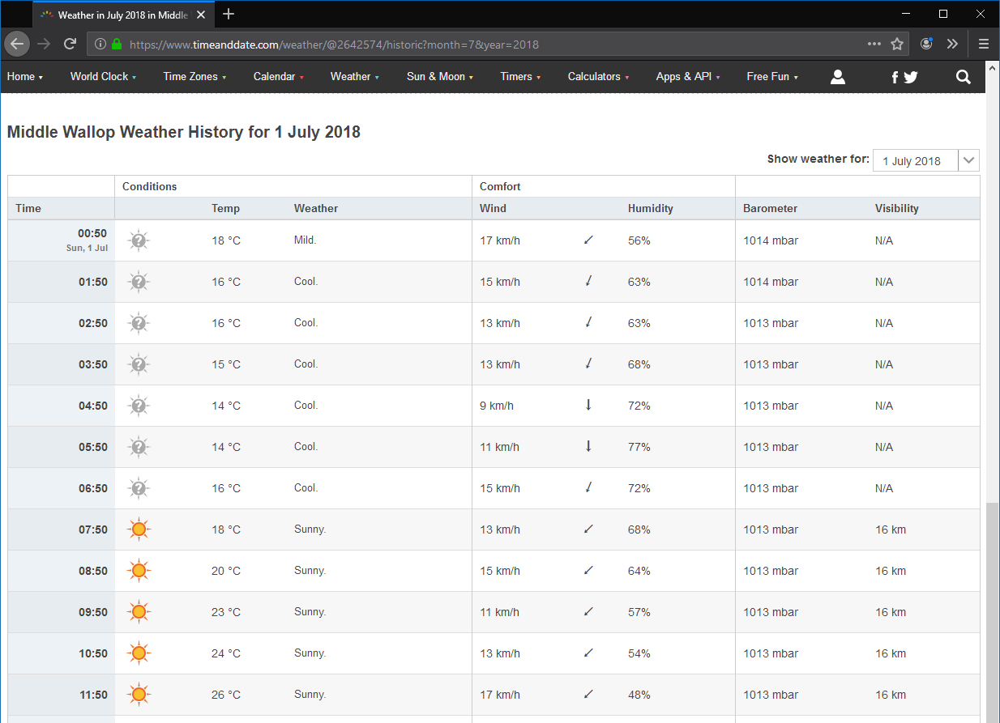 Weather in July 2018 in Middle
https://www.timeanddate.com/weather/@2642574/historic?month=7&year=2018
Home World Clock Time Zones Calendar Weather Sun & Moon Timers Calculators Apps & API Free Fun
Middle Wallop Weather History for 1 July 2018
Show weather for: 1 July 2018
Conditions Comfort
Time Temp Weather Wind Humidity Barometer Visibility
00:50 18 °C Mild. 17 km/h 56% 1014 mbar N/A
Sun, 1 Jul
01:50 16 °C Cool. 15 km/h 63% 1014 mbar N/A
02:50 16 °C Cool. 13 km/h 63% 1013 mbar N/A
03:50 15 °C Cool. 13 km/h 68% 1013 mbar N/A
04:50 14 °C Cool. 9 km/h 72% 1013 mbar N/A
05:50 14 °C Cool. 11 km/h 77% 1013 mbar N/A
06:50 16 °C Cool. 15 km/h 72% 1013 mbar N/A
07:50 18 °C Sunny. 13 km/h 68% 1013 mbar 16 km
08:50 20 °C Sunny. 15 km/h 64% 1013 mbar 16 km
09:50 23 °C Sunny. 11 km/h 57% 1013 mbar 16 km
10:50 24 °C Sunny. 13 km/h 54% 1013 mbar 16 km
11:50 26 °C Sunny. 17 km/h 48% 1013 mbar 16 km